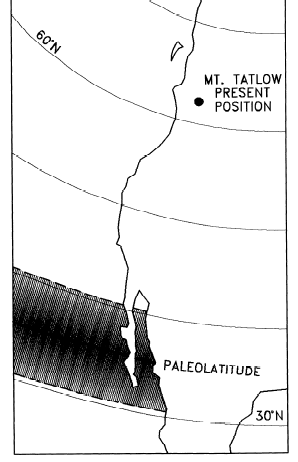 60°N
MT. TATLOW
PRESENT
POSITION
PALEOLATITUDE
30°N